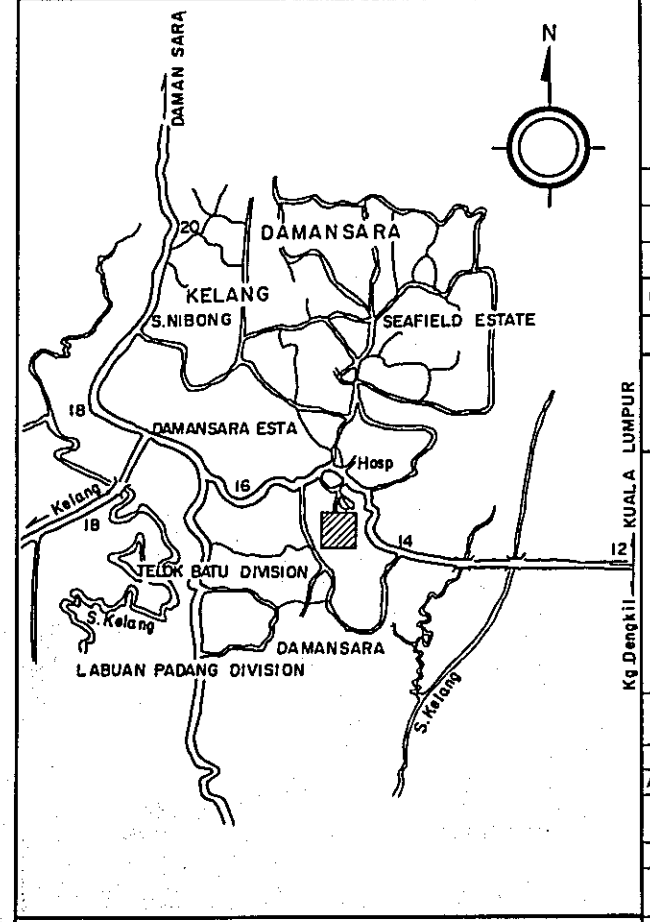 DAMAN SARA
N
20
DAMANSARA
KELANG
S. NIBONG
SEAFIELD ESTATE
18
DAMANSARA ESTA
Hosp
16
Kelang
18
14
12
Kg Dengkil
KUALA LUMPUR
TELOK BATU DIVISION
S. Kelang
DAMANSARA
LABUAN PADANG DIVISION
S. Kelang